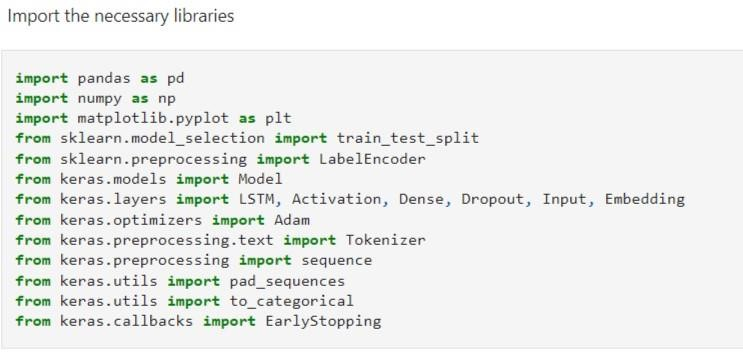 Import the necessary libraries
import pandas as pd
import numpy as np
import matplotlib.pyplot as plt
from sklearn.model_selection import train_test_split
from sklearn.preprocessing import LabelEncoder
from keras.models import Model
from keras.layers import LSTM, Activation, Dense, Dropout, Input, Embedding
from keras.optimizers import Adam
from keras.preprocessing.text import Tokenizer
from keras.preprocessing import sequence
from keras.utils import pad_sequences
from keras.utils import to_categorical
from keras.callbacks import EarlyStopping